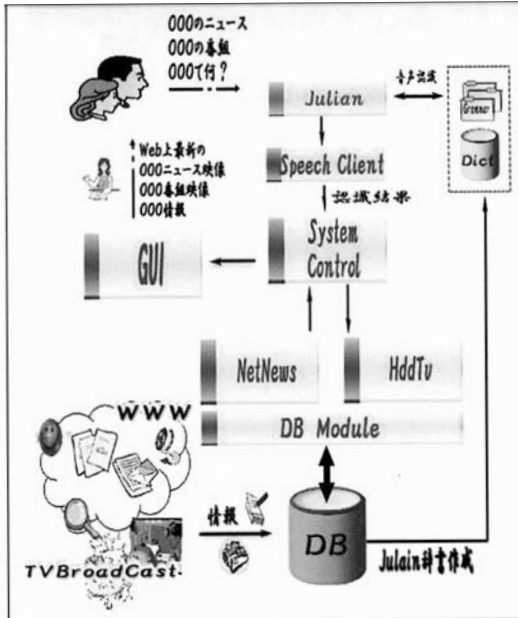 OOOのニュース
OOOの番組
OOOで何?
Julian
音声認識
Grammer
Dict
Speech Client
認識結果
Web上最新の
OOOニュース映像
OOO番組映像
OOO情報
GUI
System
Control
NetNews
HddTv
DB Module
WWW
TVBroadCast
情報
DB
Julain辞書作成